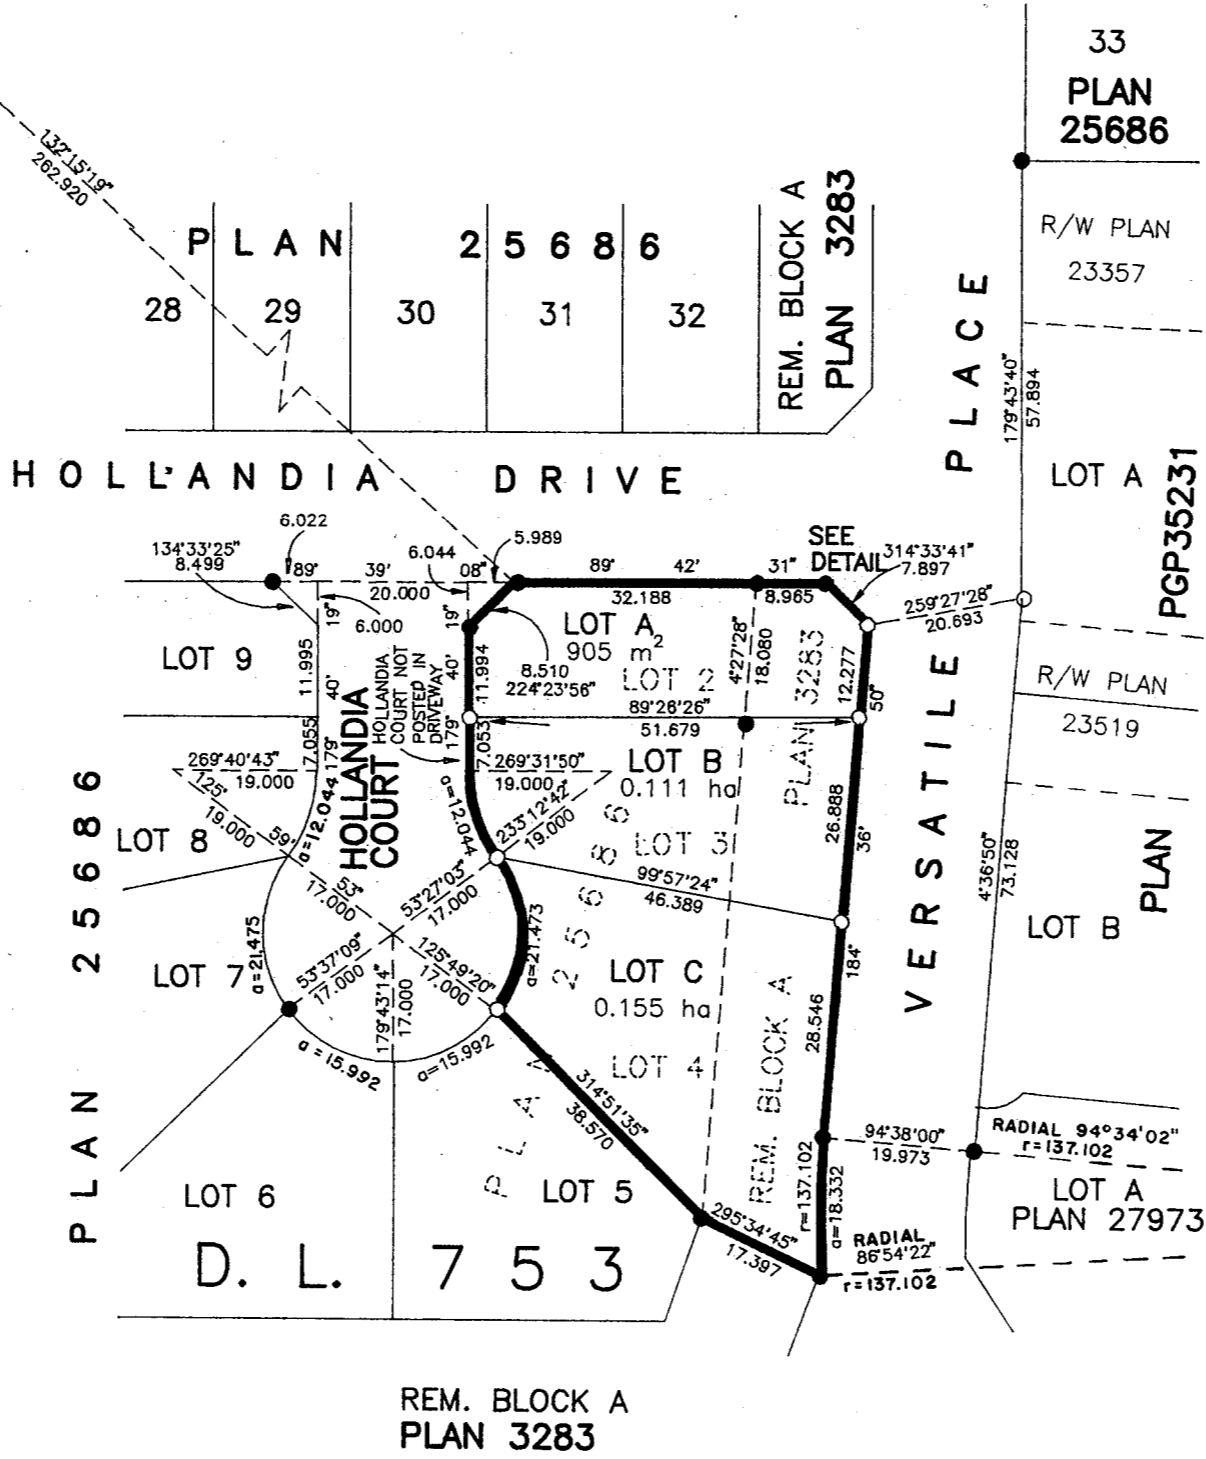 33
PLAN
25686
132°15'19"
262.920
PLAN 25686
28
29
30
31
32
REM. BLOCK A
PLAN 3283
R/W PLAN
23357
179°43'40"
57.894
LOT A
PGP35231
HOLLANDIA DRIVE
VERSATILE PLACE
6.022
134°33'25"
8.499
89° 39' 08"
20.000
6.044
5.989
89° 42' 31"
32.188
8.965
SEE
DETAIL
314°33'41"
7.897
259°27'28"
20.693
19"
6.000
19"
LOT A
905 m2
8.510
224°23'56"
LOT 2
4°27'28"
18.080
PLAN 3283
12.277
50"
LOT 9
11.995
40'
HOLLANDIA
COURT NOT
POSTED IN
DRIVEWAY
40'
11.994
R/W PLAN
23519
89°26'26"
51.679
7.055
179°
HOLLANDIA
COURT
179°
7.053
269°40'43"
19.000
269°31'50"
19.000
LOT B
0.111 ha
125° 59' 53"
19.000
17.000
a=12.044
a=12.044
233°12'42"
19.000
LOT 8
LOT 3
26.888
36'
99°57'24"
46.389
4°36'50"
73.128
PLAN
LOT B
53°27'03"
17.000
PLAN 25686
LOT 7
a=21.475
53°37'09"
17.000
125°49'20"
17.000
179°43'14"
17.000
a=21.473
PLAN 25686
LOT C
0.155 ha
184°
28.546
a=15.992
a=15.992
LOT 4
REM. BLOCK A
314°51'35"
38.570
94°38'00"
19.973
RADIAL 94°34'02"
r=137.102
LOT 6
LOT 5
r=137.102
a=18.332
LOT A
PLAN 27973
295°34'45"
17.397
RADIAL
86°54'22"
r=137.102
D. L. 753
REM. BLOCK A
PLAN 3283